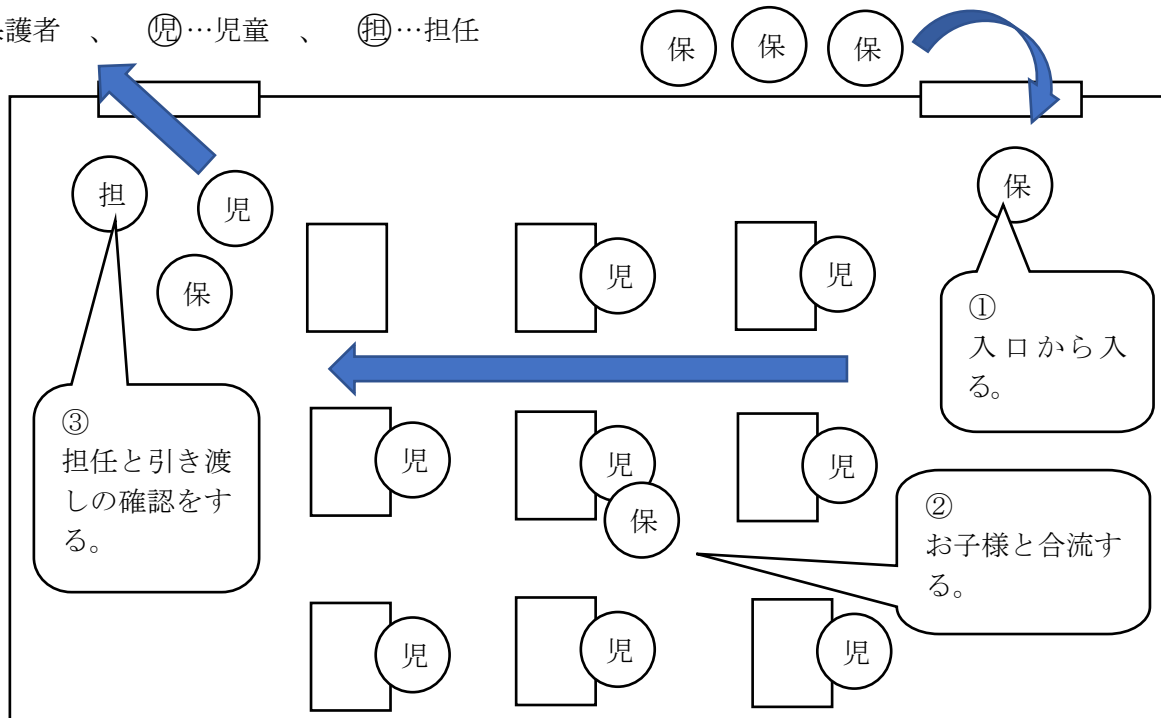 護者 、 ㊟…児童 、 担…担任
保 保 保
担 児 保
保
児 児
①
入口から入
る。
③
担任と引き渡
しの確認をす
る。
児 児 児
保
②
お子様と合流す
る。
児 児 児